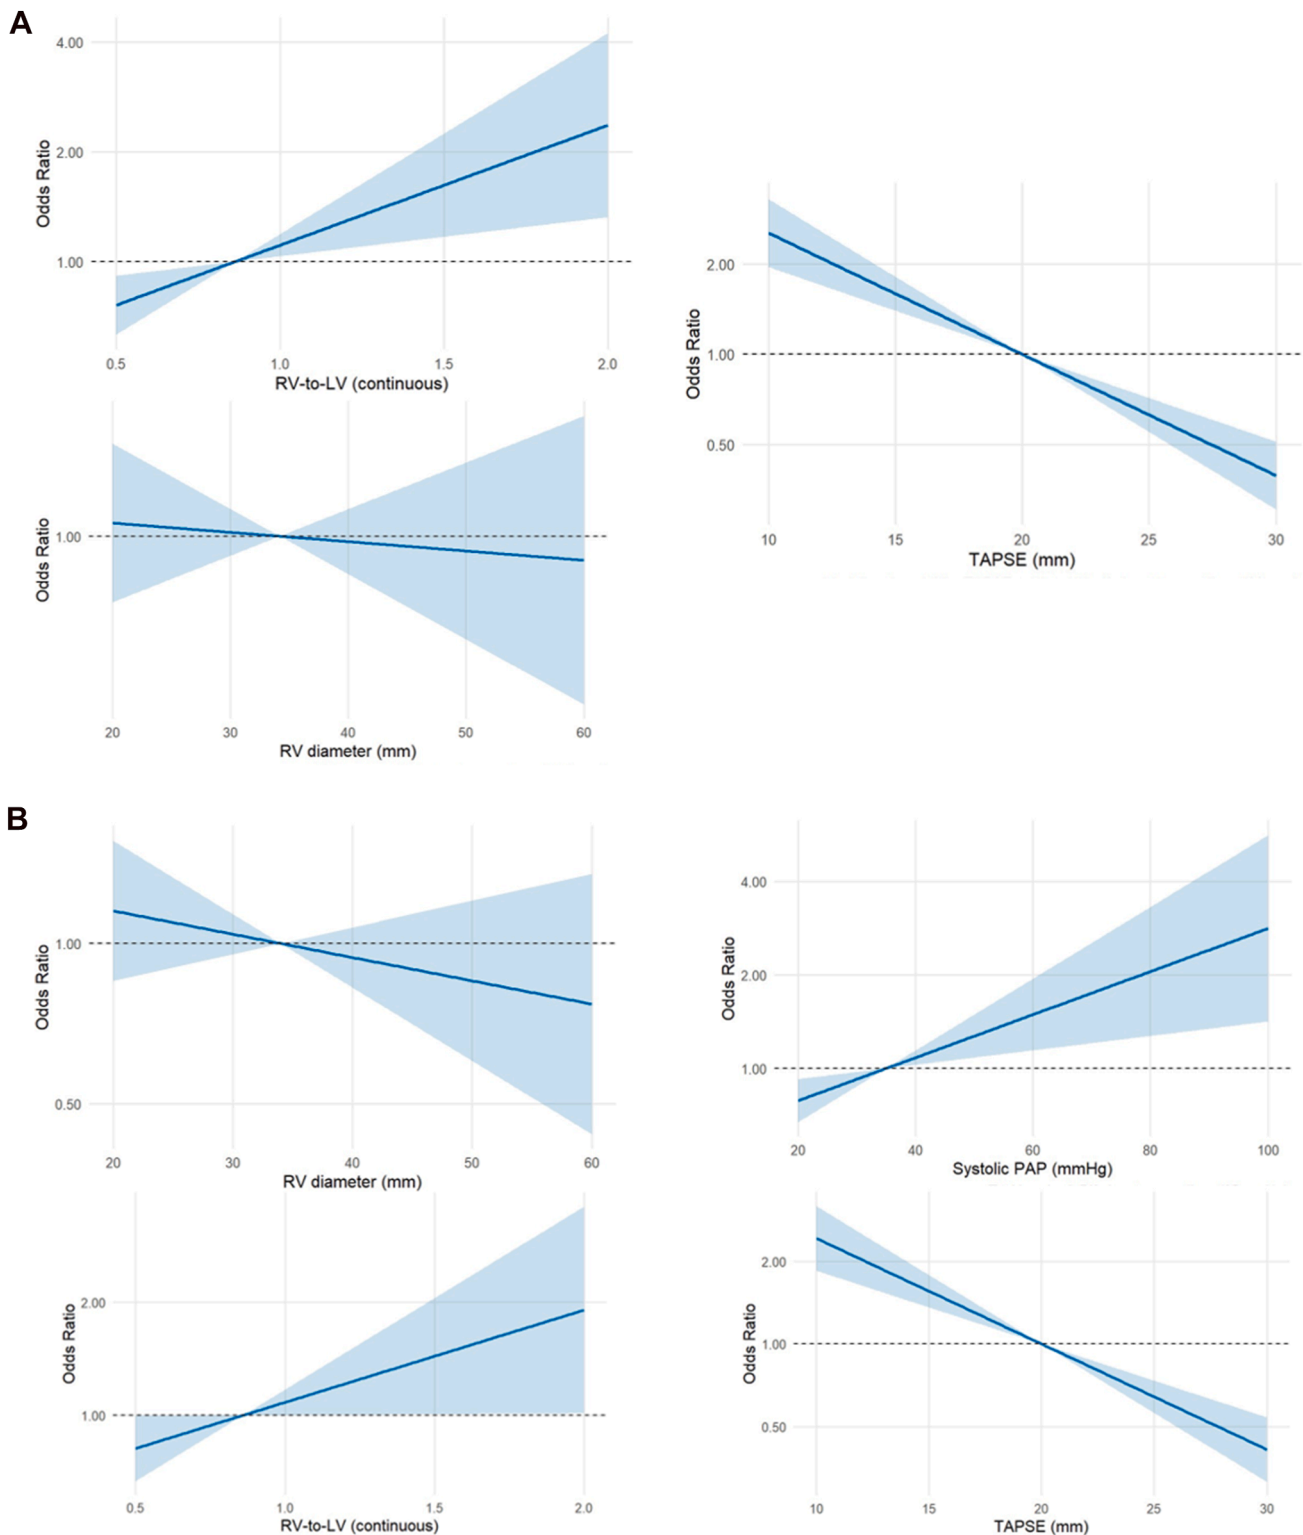 A
4.00
2.00
1.00
Odds Ratio
0.5 1.0 1.5 2.0
RV-to-LV (continuous)
2.00
1.00
0.50
Odds Ratio
10 15 20 25 30
TAPSE (mm)
1.00
Odds Ratio
20 30 40 50 60
RV diameter (mm)
B
1.00
0.50
Odds Ratio
20 30 40 50 60
RV diameter (mm)
4.00
2.00
1.00
Odds Ratio
20 40 60 80 100
Systolic PAP (mmHg)
2.00
1.00
Odds Ratio
0.5 1.0 1.5 2.0
RV-to-LV (continuous)
2.00
1.00
0.50
Odds Ratio
10 15 20 25 30
TAPSE (mm)